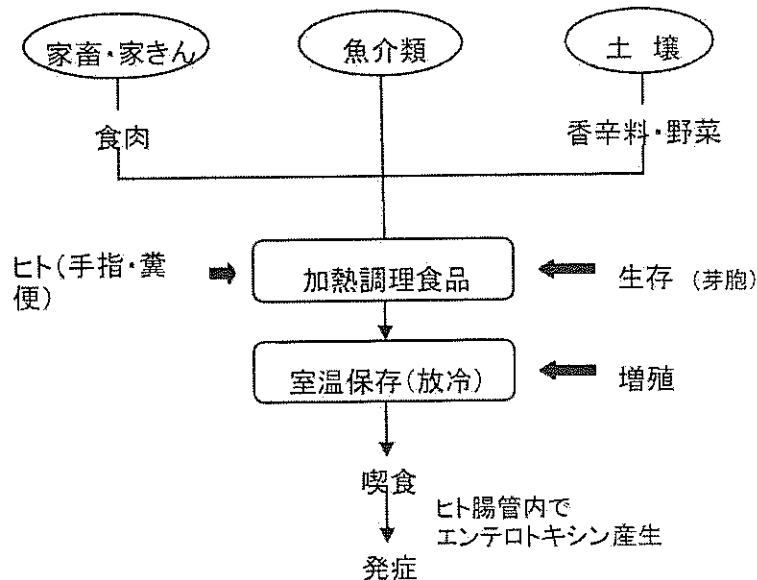 家畜・家きん
魚介類
土 壌
食肉
香辛料・野菜
ヒト(手指・糞
便)
加熱調理食品
生存 (芽胞)
室温保存(放冷)
増殖
喫食
ヒト腸管内で
エンテロトキシン産生
発症